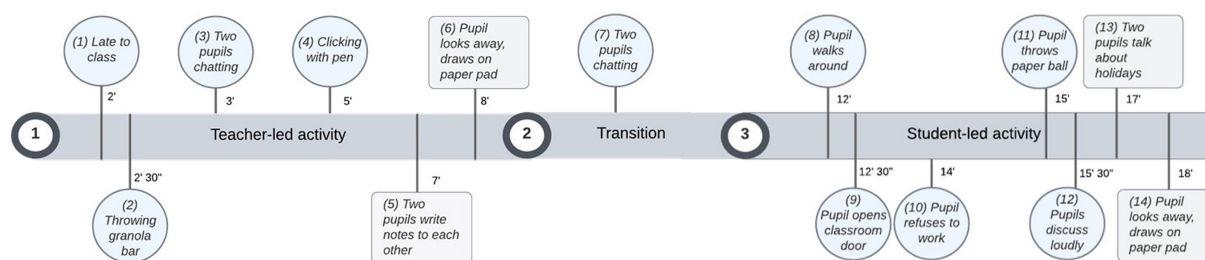 (1) Late to
class
2'
(2)
Throwing
granola
bar
2' 30"
(3) Two
pupils
chatting
3'
(4) Clicking
with pen
5'
(5) Two
pupils write
notes to each
other
7'
(6) Pupil
looks away,
draws on
paper pad
8'
(7) Two
pupils
chatting
(8) Pupil
walks
around
12'
(9)
Pupil opens
classroom
door
12' 30"
(10) Pupil
refuses to
work
14'
(11) Pupil
throws
paper ball
15'
(12)
Pupils
discuss
loudly
15' 30"
(13) Two
pupils talk
about
holidays
17'
(14) Pupil
looks away,
draws on
paper pad
18'
1
Teacher-led activity
2
Transition
3
Student-led activity